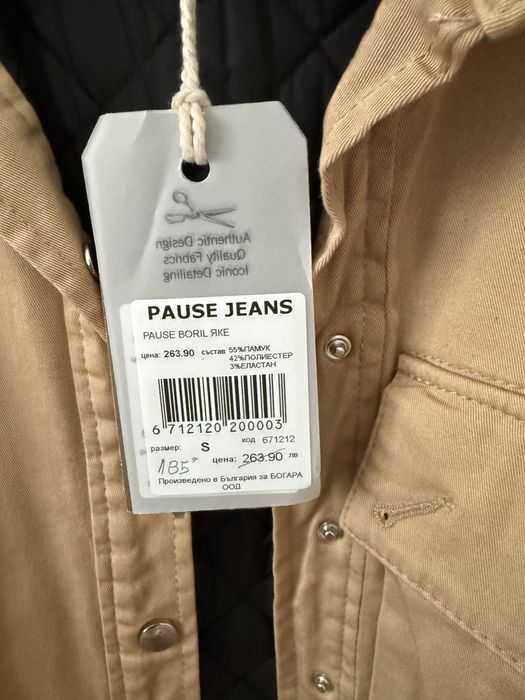 Authentic Design
Quality Fabrics
Iconic Detailing
PAUSE JEANS
PAUSE BORIL ЯКЕ
цена: 263.90 състав 55%ПАМУК
42%ПОЛИЕСТЕР
3%ЕЛАСТАН
6 712120 200003
размер: S код 671212
185 цена: 263.90 лв
Произведено в България за БОГАРА
ООД